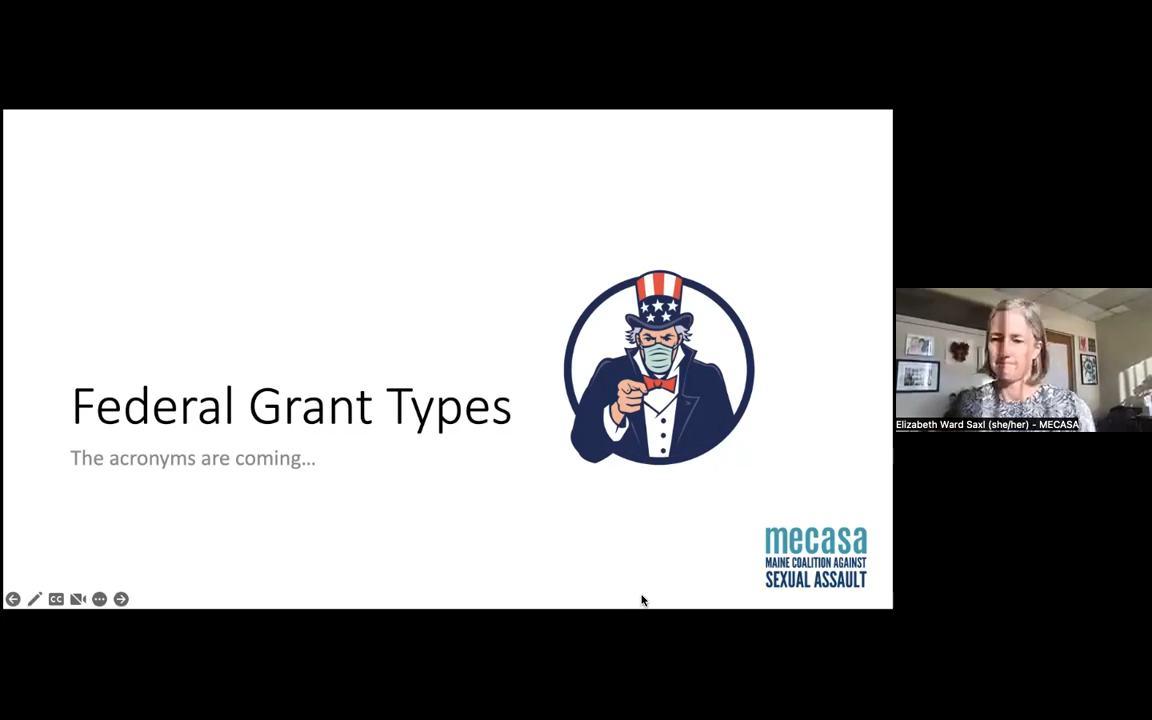 Federal Grant Types
The acronyms are coming...
mecasa
MAINE COALITION AGAINST
SEXUAL ASSAULT
CC
Elizabeth Ward Saxl (she/her) - MECASA